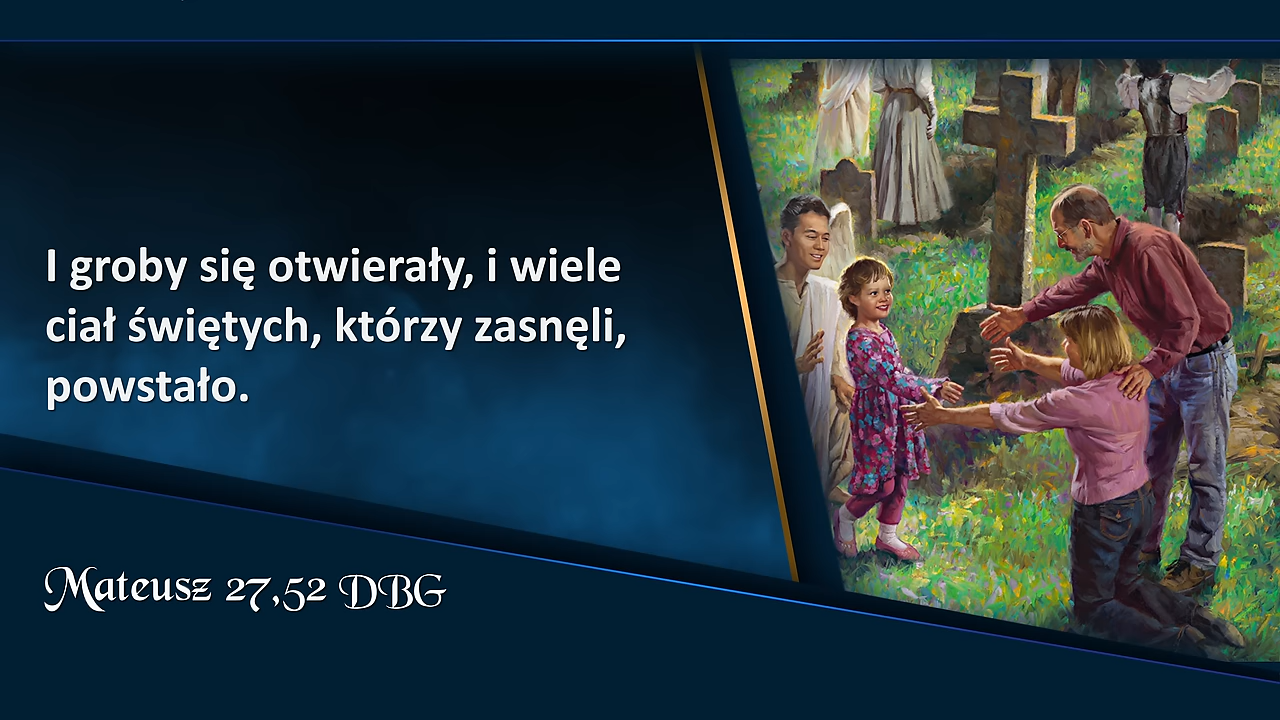 I groby się otwierały, i wiele
ciał świętych, którzy zasnęli,
powstało.
Mateusz 27,52 DBG